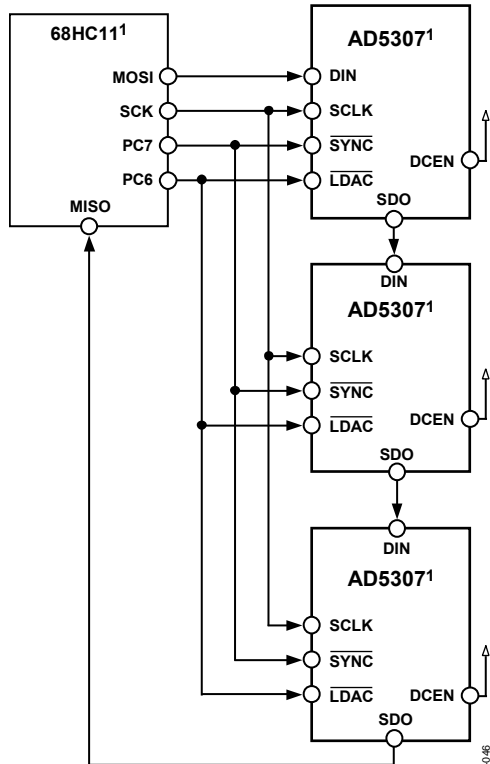 68HC11¹
MOSI
SCK
PC7
PC6
MISO
AD5307¹
DIN
SCLK
SYNC
LDAC
DCEN
SDO
DIN
AD5307¹
SCLK
SYNC
LDAC
DCEN
SDO
DIN
AD5307¹
SCLK
SYNC
LDAC
DCEN
SDO
-046